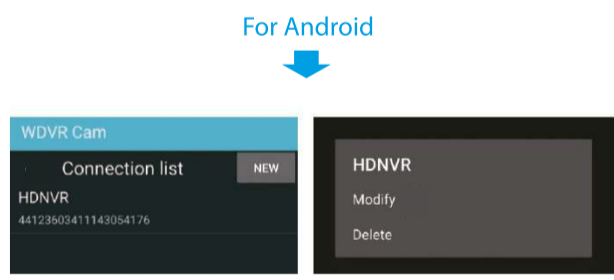 For Android
WDVR Cam
Connection list
NEW
HDNVR
44123603411143054176
HDNVR
Modify
Delete